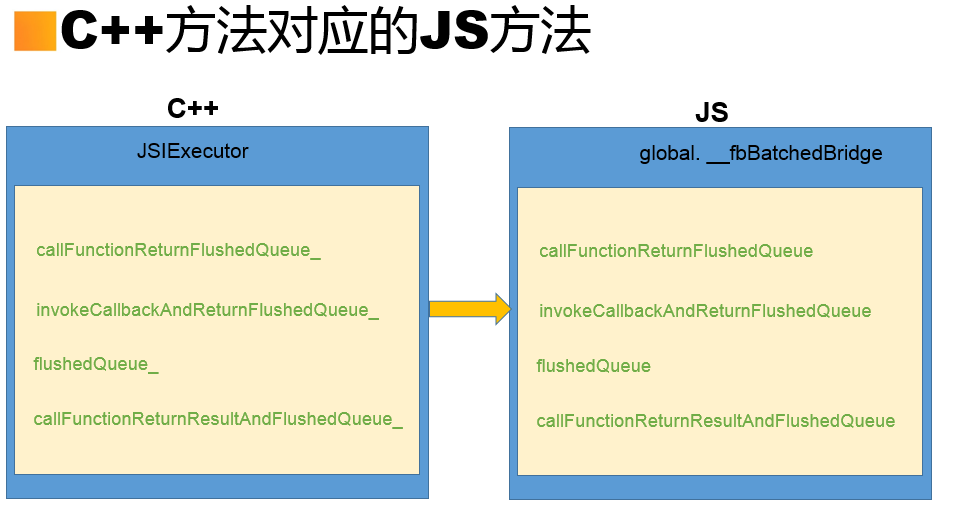 C++方法对应的JS方法
C++
JSIExecutor
callFunctionReturnFlushedQueue_
invokeCallbackAndReturnFlushedQueue_
flushedQueue_
callFunctionReturnResultAndFlushedQueue_
JS
global. __fbBatchedBridge
callFunctionReturnFlushedQueue
invokeCallbackAndReturnFlushedQueue
flushedQueue
callFunctionReturnResultAndFlushedQueue